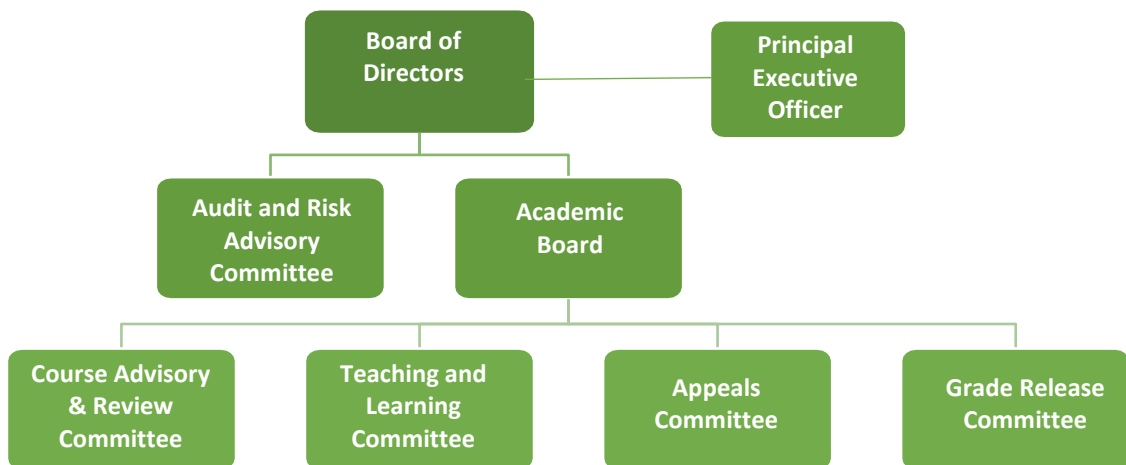 Board of
Directors
Principal
Executive
Officer
Audit and Risk
Advisory
Committee
Academic
Board
Course Advisory
& Review
Committee
Teaching and
Learning
Committee
Appeals
Committee
Grade Release
Committee